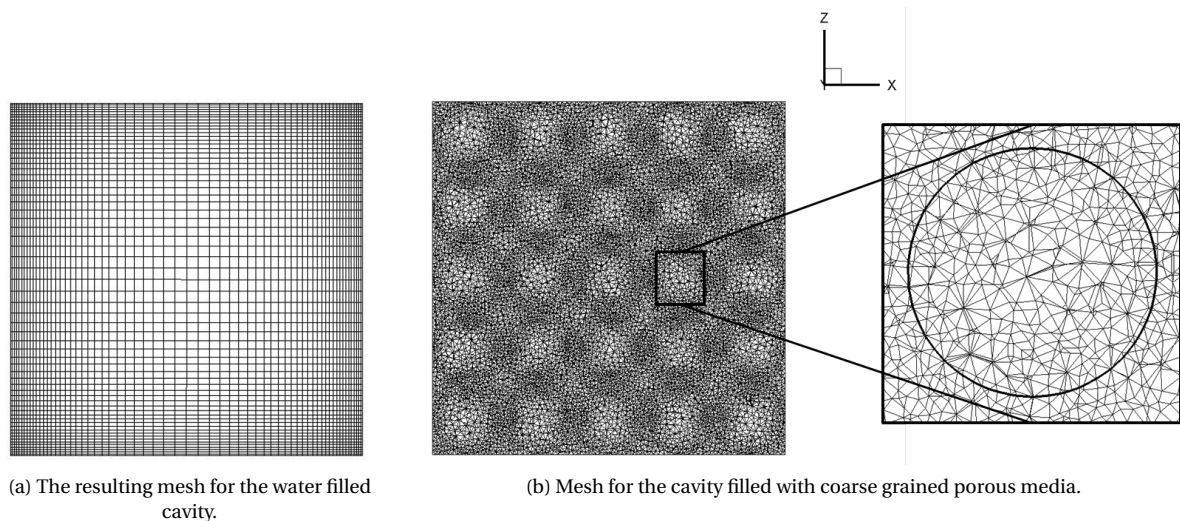 Z
Y
X
(a) The resulting mesh for the water filled
cavity.
(b) Mesh for the cavity filled with coarse grained porous media.